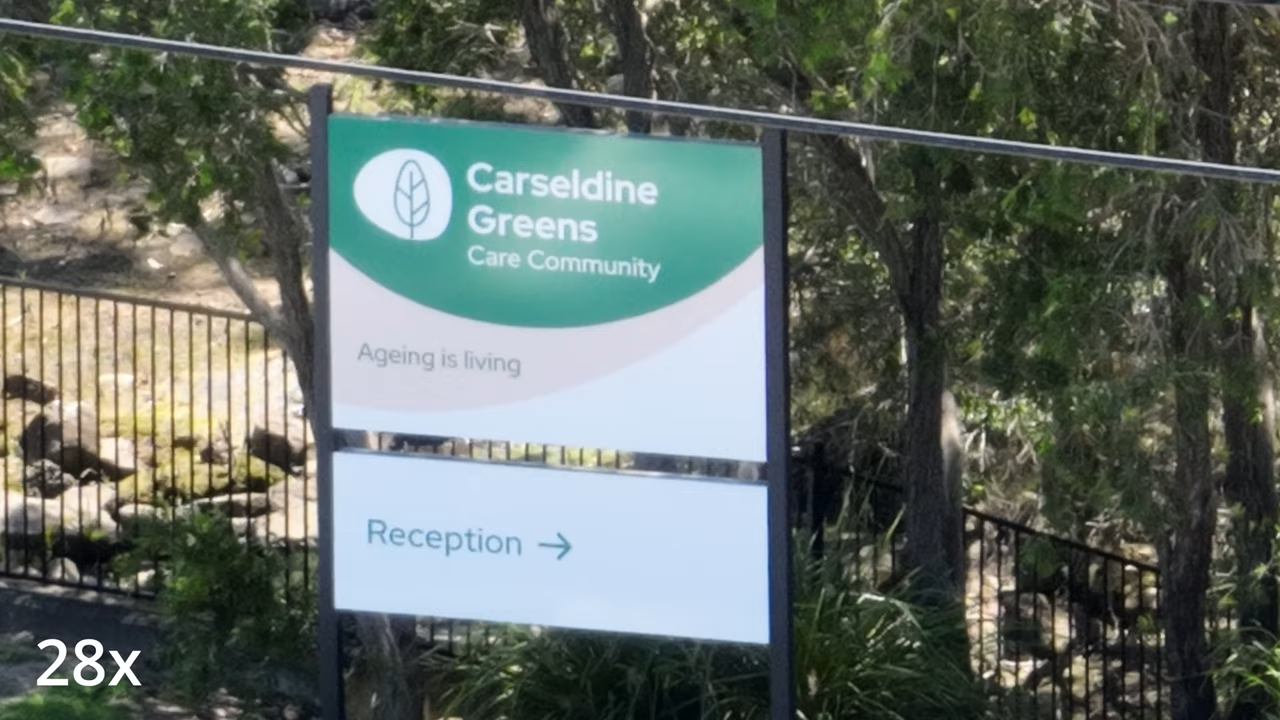 Carseldine
Greens
Care Community
Ageing is living
Reception →
28x